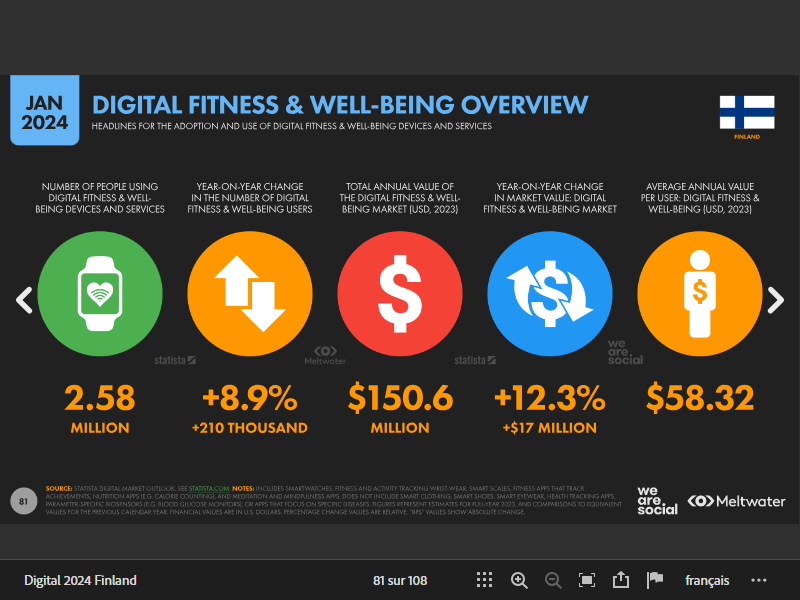 JAN
2024
DIGITAL FITNESS & WELL-BEING OVERVIEW
HEADLINES FOR THE ADOPTION AND USE OF DIGITAL FITNESS & WELL-BEING DEVICES AND SERVICES
FINLAND
NUMBER OF PEOPLE USING
DIGITAL FITNESS & WELL-
BEING DEVICES AND SERVICES
YEAR-ON-YEAR CHANGE
IN THE NUMBER OF DIGITAL
FITNESS & WELL-BEING USERS
TOTAL ANNUAL VALUE OF
THE DIGITAL FITNESS & WELL-
BEING MARKET (USD, 2023)
YEAR-ON-YEAR CHANGE
IN MARKET VALUE: DIGITAL
FITNESS & WELL-BEING MARKET
AVERAGE ANNUAL VALUE
PER USER: DIGITAL FITNESS &
WELL-BEING (USD, 2023)
$
$
$
statista
Meltwater
statista
we
are.
social
2.58
MILLION
+8.9%
+210 THOUSAND
$150.6
MILLION
+12.3%
+$17 MILLION
$58.32
81
SOURCE: STATISTA DIGITAL MARKET OUTLOOK. SEE STATISTA.COM. NOTES: INCLUDES SMARTWATCHES, FITNESS AND ACTIVITY TRACKING WRIST-WEAR, SMART SCALES, FITNESS APPS THAT TRACK
ACHIEVEMENTS, NUTRITION APPS (E.G. CALORIE COUNTING), AND MEDITATION AND MINDFULNESS APPS. DOES NOT INCLUDE SMART CLOTHING, SMART SHOES, SMART EYEWEAR, HEALTH TRACKING APPS,
PARAMETER-SPECIFIC BIOSENSORS (E.G. BLOOD GLUCOSE MONITORS), OR APPS THAT FOCUS ON SPECIFIC DISEASES. FIGURES REPRESENT ESTIMATES FOR FULL-YEAR 2023, AND COMPARISONS TO EQUIVALENT
VALUES FOR THE PREVIOUS CALENDAR YEAR. FINANCIAL VALUES ARE IN U.S. DOLLARS. PERCENTAGE CHANGE VALUES ARE RELATIVE. "BPS" VALUES SHOW ABSOLUTE CHANGE.
we
are.
social
Meltwater
Digital 2024 Finland
81 sur 108
français